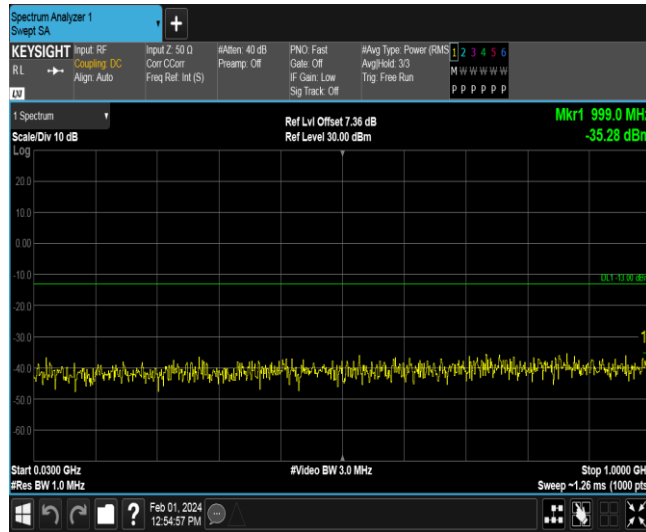 Spectrum Analyzer 1
Swept SA
+
KEYSIGHT Input: RF Input Z: 50 Ω #Atten: 40 dB PNO: Fast #Avg Type: Power (RMS 1 2 3 4 5 6
RL Coupling: DC Corr CCorr Preamp: Off Gate: Off Avg|Hold: 3/3 M W W W W W
Align: Auto Freq Ref: Int (S) IF Gain: Low Trig: Free Run
LXI Sig Track: Off P P P P P P
1 Spectrum Ref Lvl Offset 7.36 dB Mkr1 999.0 MHz
Scale/Div 10 dB Ref Level 30.00 dBm -35.28 dBm
Log
20.0
10.0
0.00
-10.0
DL1 -13.00 dBm
-20.0
-30.0
1
-40.0
-50.0
-60.0
Start 0.0300 GHz #Video BW 3.0 MHz Stop 1.0000 GH
#Res BW 1.0 MHz Sweep ~1.26 ms (1000 pts
? Feb 01, 2024
12:54:57 PM